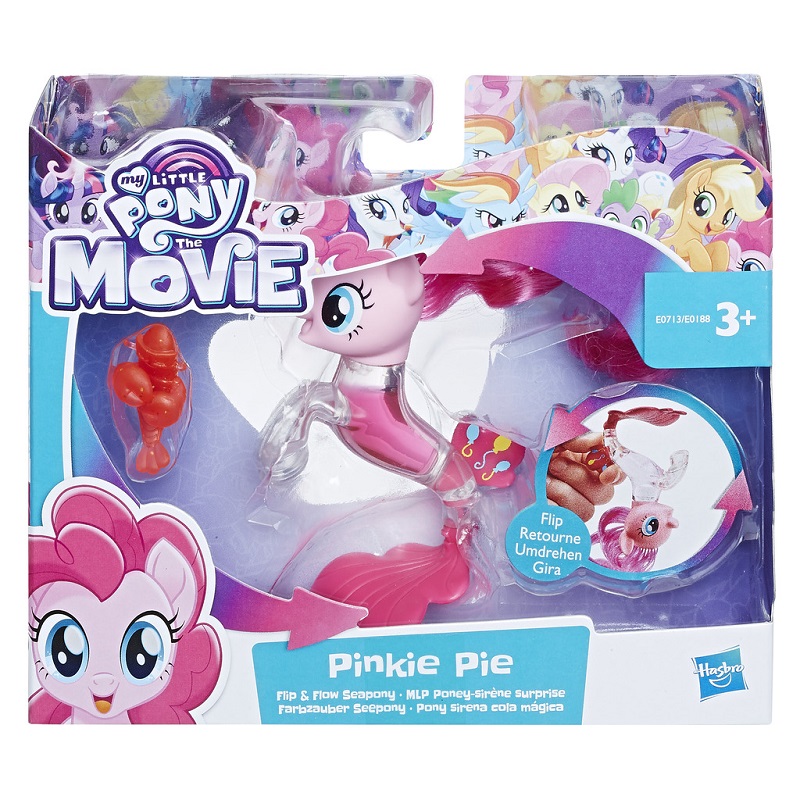 my LiTTLE
PONY
The
MOViE
E0713/E0188 3+
Flip
Retourne
Umdrehen
Gira
Pinkie Pie
Flip & Flow Seapony · MLP Poney-sirène surprise
Farbzauber Seepony · Pony sirena cola mágica
Hasbro